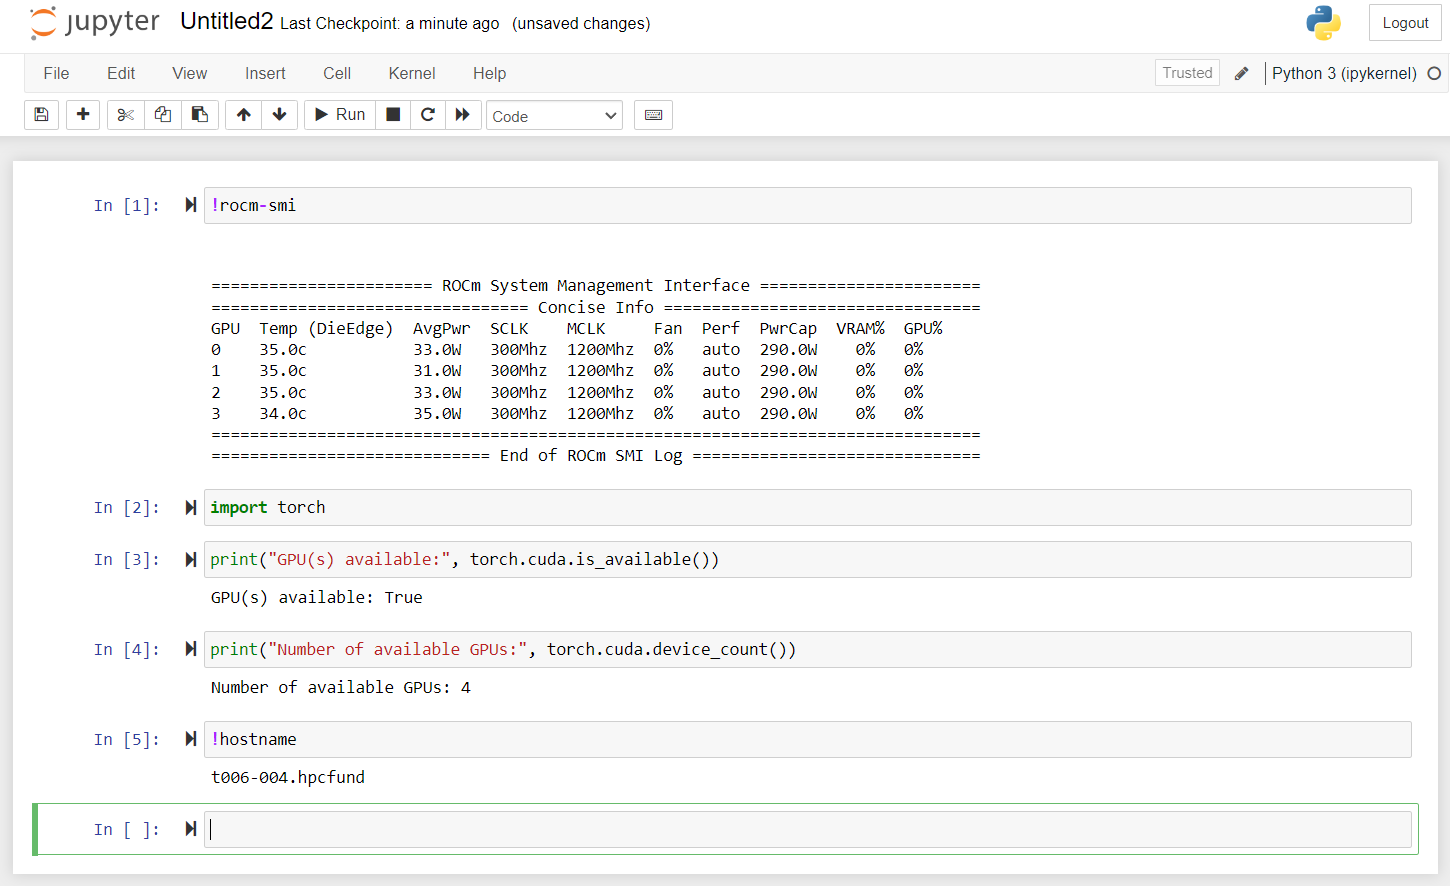 jupyter Untitled2 Last Checkpoint: a minute ago (unsaved changes) Logout
File Edit View Insert Cell Kernel Help Trusted Python 3 (ipykernel)
Run Code
In [1]: !rocm-smi
======================= ROCm System Management Interface =======================
================================= Concise Info =================================
GPU Temp (DieEdge) AvgPwr SCLK MCLK Fan Perf PwrCap VRAM% GPU%
0 35.0c 33.0W 300Mhz 1200Mhz 0% auto 290.0W 0% 0%
1 35.0c 31.0W 300Mhz 1200Mhz 0% auto 290.0W 0% 0%
2 35.0c 33.0W 300Mhz 1200Mhz 0% auto 290.0W 0% 0%
3 34.0c 35.0W 300Mhz 1200Mhz 0% auto 290.0W 0% 0%
================================================================================
============================= End of ROCm SMI Log ==============================
In [2]: import torch
In [3]: print("GPU(s) available:", torch.cuda.is_available())
GPU(s) available: True
In [4]: print("Number of available GPUs:", torch.cuda.device_count())
Number of available GPUs: 4
In [5]: !hostname
t006-004.hpcfund
In [ ]: